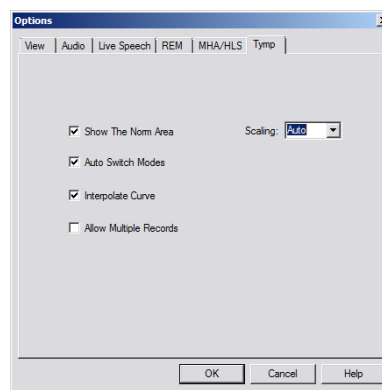 Options
View Audio Live Speech REM MHA/HLS Tymp
Show The Norm Area Scaling: Auto
Auto Switch Modes
Interpolate Curve
Allow Multiple Records
OK Cancel Help